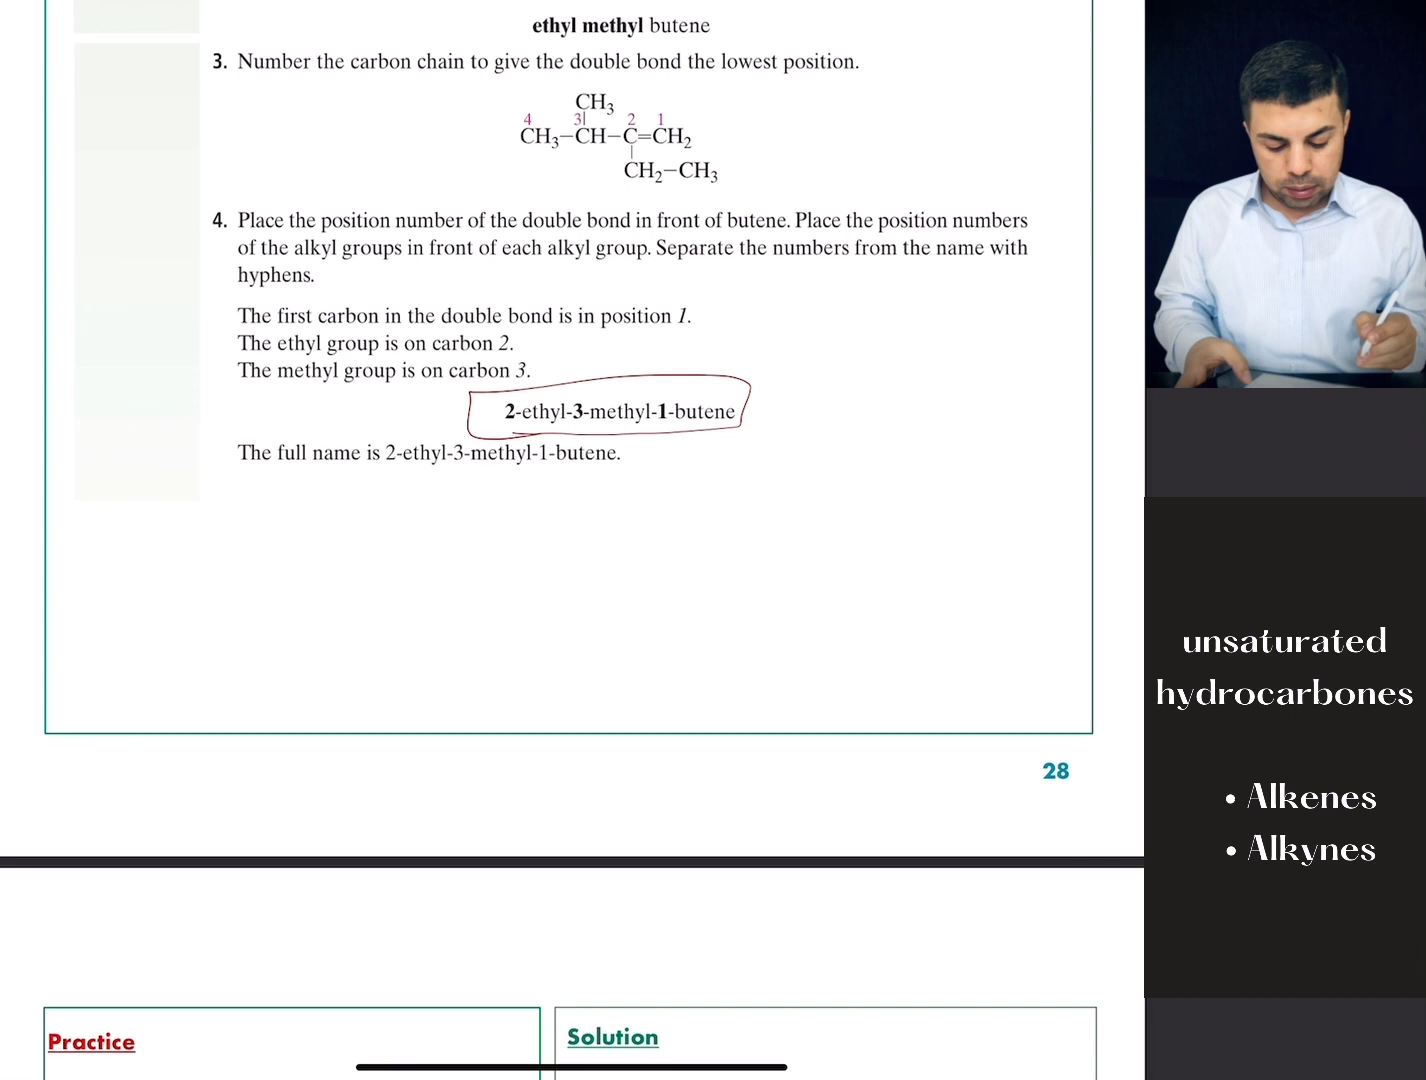 ethyl methyl butene
3. Number the carbon chain to give the double bond the lowest position.
CH3
4 3 2 1
CH3−CH−C=CH2
CH2−CH3
4. Place the position number of the double bond in front of butene. Place the position numbers
of the alkyl groups in front of each alkyl group. Separate the numbers from the name with
hyphens.
The first carbon in the double bond is in position 1.
The ethyl group is on carbon 2.
The methyl group is on carbon 3.
2-ethyl-3-methyl-1-butene
The full name is 2-ethyl-3-methyl-1-butene.
28
Practice
Solution
unsaturated
hydrocarbones
• Alkenes
• Alkynes